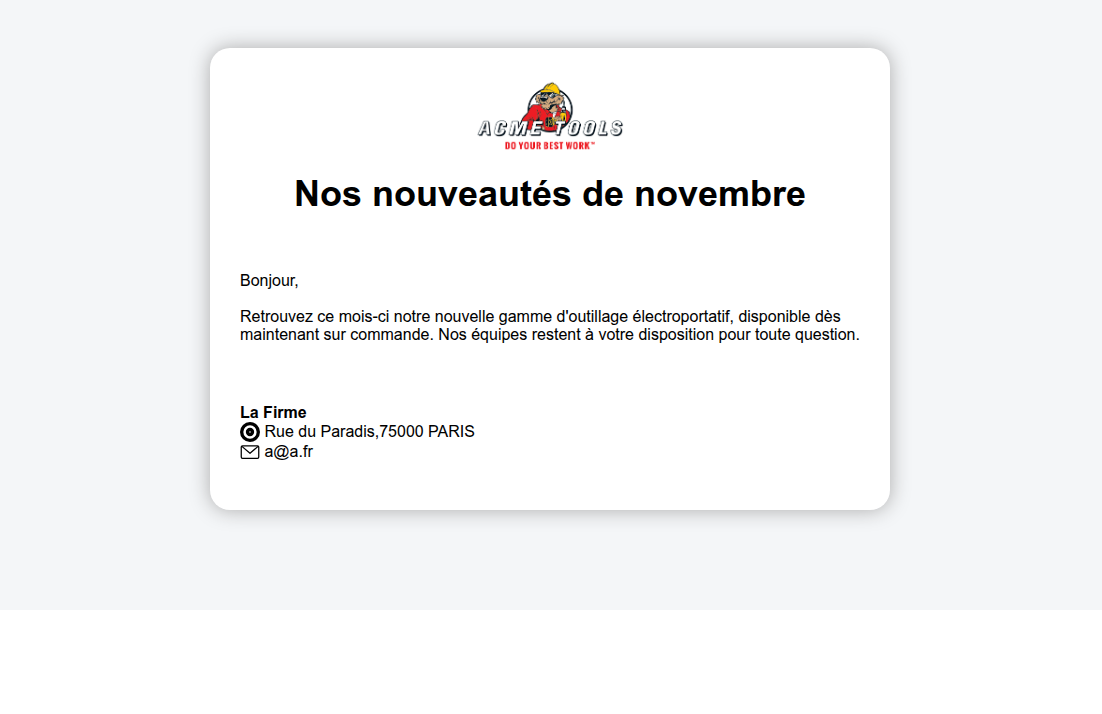 ACME TOOLS
DO YOUR BEST WORK™
Nos nouveautés de novembre
Bonjour,
Retrouvez ce mois-ci notre nouvelle gamme d'outillage électroportatif, disponible dès
maintenant sur commande. Nos équipes restent à votre disposition pour toute question.
La Firme
Rue du Paradis,75000 PARIS
a@a.fr